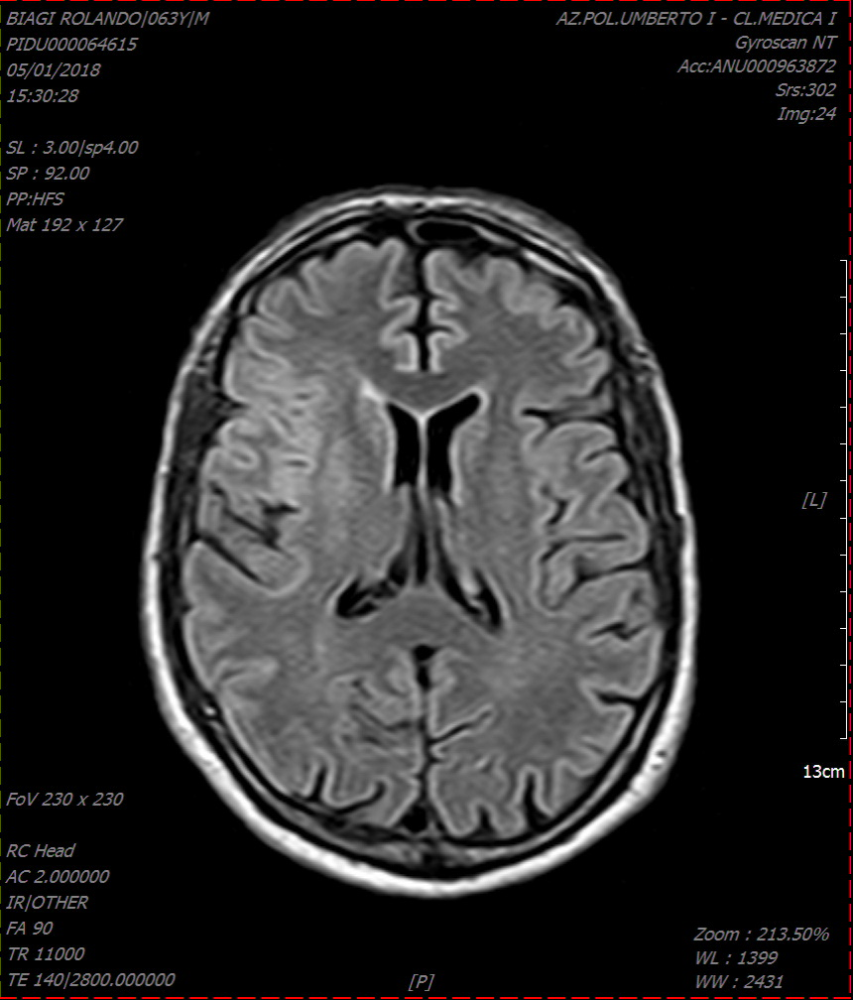 BIAGI ROLANDO|063Y|M
PIDU000064615
05/01/2018
15:30:28
AZ.POL.UMBERTO I - CL.MEDICA I
Gyroscan NT
Acc:ANU000963872
Srs:302
Img:24
SL : 3.00|sp4.00
SP : 92.00
PP:HFS
Mat 192 x 127
[L]
13cm
FoV 230 x 230
RC Head
AC 2.000000
IR|OTHER
FA 90
TR 11000
TE 140|2800.000000
[P]
Zoom : 213.50%
WL : 1399
WW : 2431